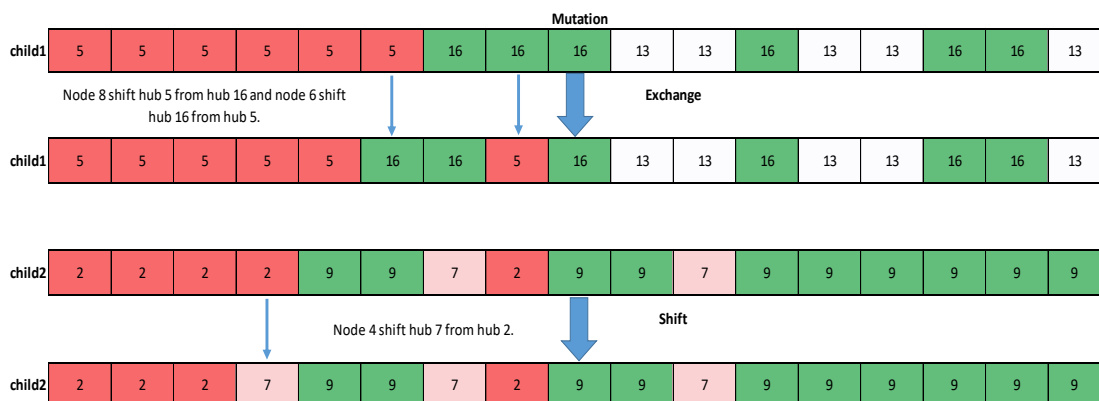 Mutation
child1 5 5 5 5 5 5 16 16 16 13 13 16 13 13 16 16 13
Node 8 shift hub 5 from hub 16 and node 6 shift
hub 16 from hub 5.
Exchange
child1 5 5 5 5 5 16 16 5 16 13 13 16 13 13 16 16 13
child2 2 2 2 2 9 9 7 2 9 9 7 9 9 9 9 9 9
Node 4 shift hub 7 from hub 2.
Shift
child2 2 2 2 7 9 9 7 2 9 9 7 9 9 9 9 9 9